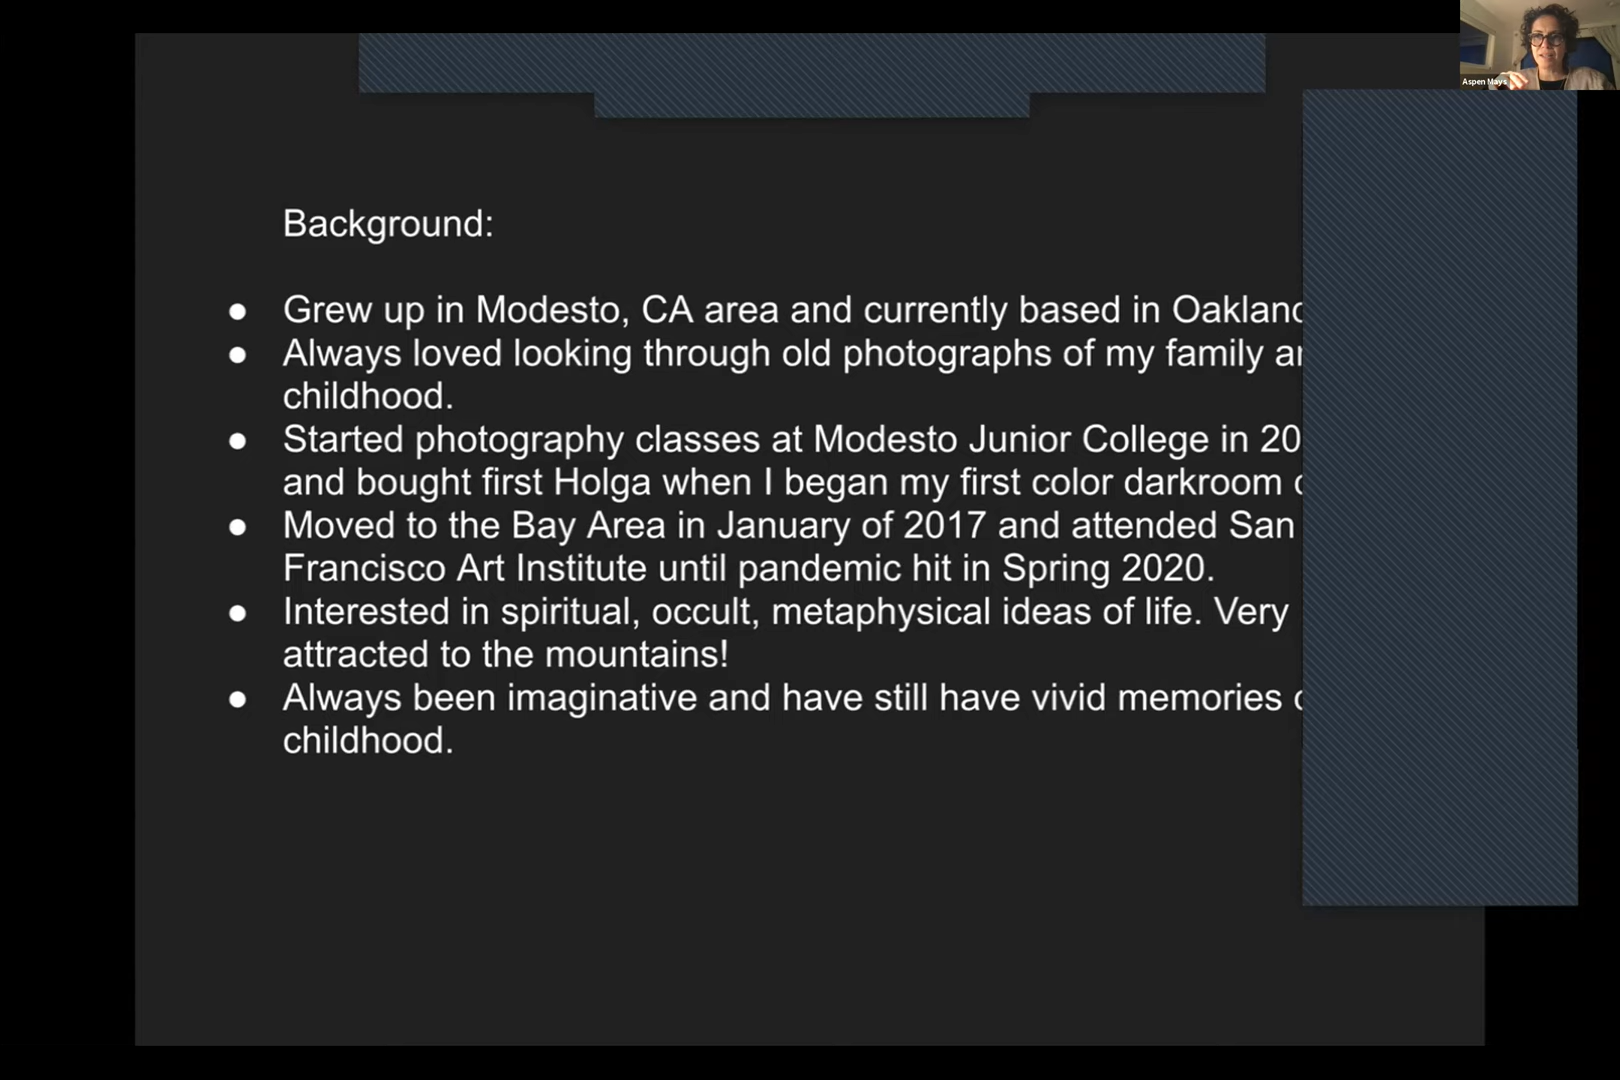 Aspen Mays
Background:
● Grew up in Modesto, CA area and currently based in Oakland
● Always loved looking through old photographs of my family
childhood.
● Started photography classes at Modesto Junior College in 20
and bought first Holga when I began my first color darkroom
● Moved to the Bay Area in January of 2017 and attended San
Francisco Art Institute until pandemic hit in Spring 2020.
● Interested in spiritual, occult, metaphysical ideas of life. Very
attracted to the mountains!
● Always been imaginative and have still have vivid memories
childhood.